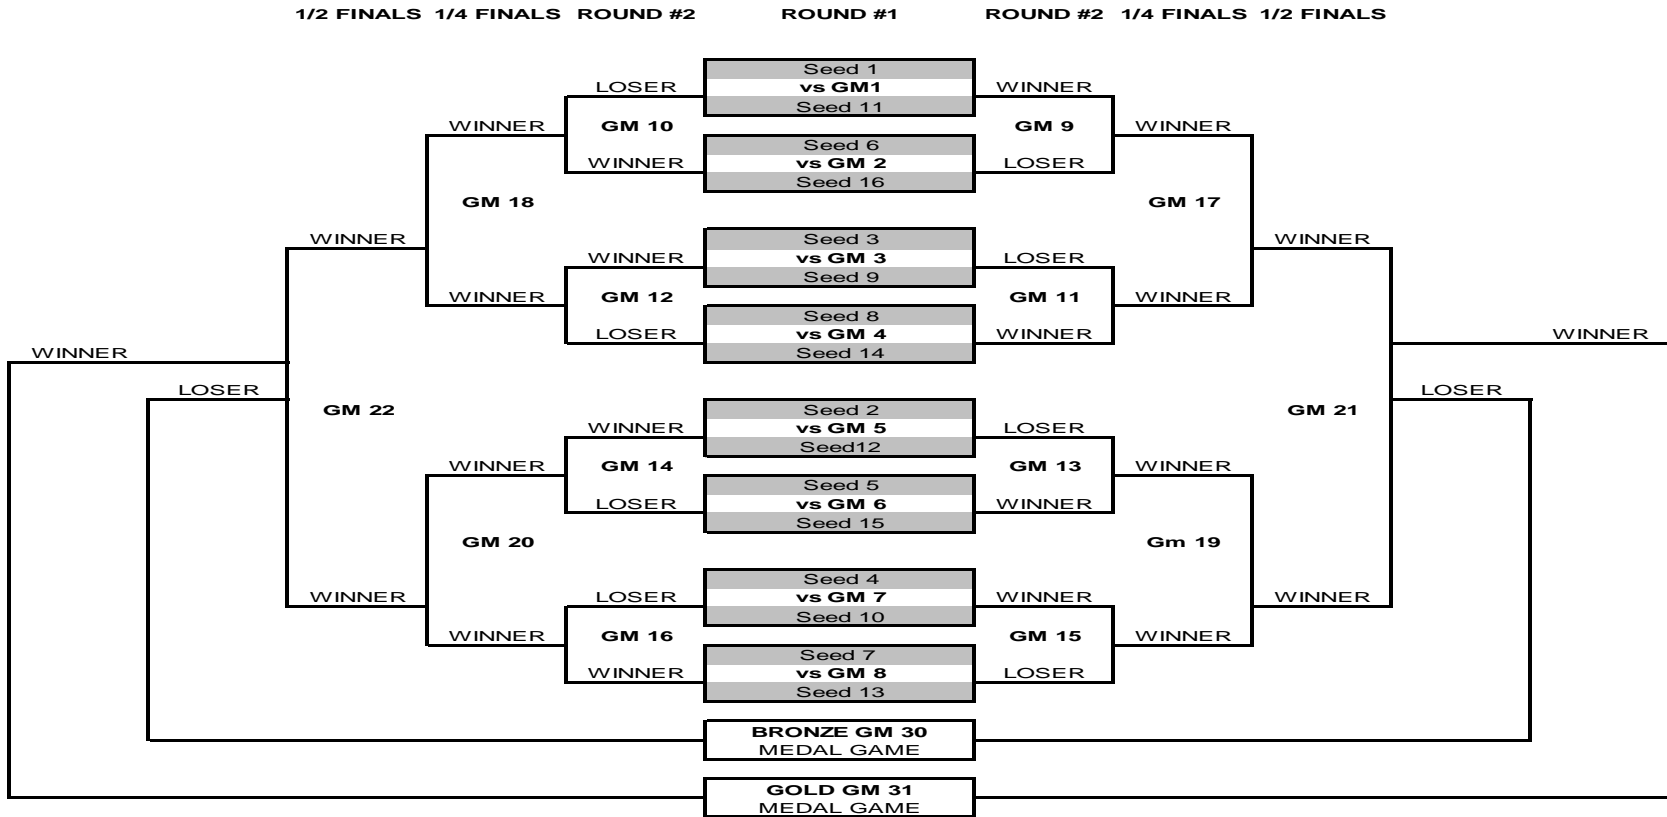 1/2 FINALS 1/4 FINALS ROUND #2 ROUND #1 ROUND #2 1/4 FINALS 1/2 FINALS
Seed 1
LOSER vs GM1 WINNER
Seed 11
WINNER GM 10 GM 9 WINNER
Seed 6
WINNER vs GM 2 LOSER
Seed 16
GM 18 GM 17
WINNER Seed 3 WINNER
WINNER vs GM 3 LOSER
Seed 9
WINNER GM 12 GM 11 WINNER
Seed 8
LOSER vs GM 4 WINNER WINNER
WINNER Seed 14
LOSER LOSER
GM 22 Seed 2 GM 21
WINNER vs GM 5 LOSER
Seed12
WINNER GM 14 GM 13 WINNER
Seed 5
LOSER vs GM 6 WINNER
Seed 15
GM 20 Gm 19
Seed 4
WINNER LOSER vs GM 7 WINNER WINNER
Seed 10
WINNER GM 16 GM 15 WINNER
Seed 7
WINNER vs GM 8 LOSER
Seed 13
BRONZE GM 30
MEDAL GAME
GOLD GM 31
MEDAL GAME